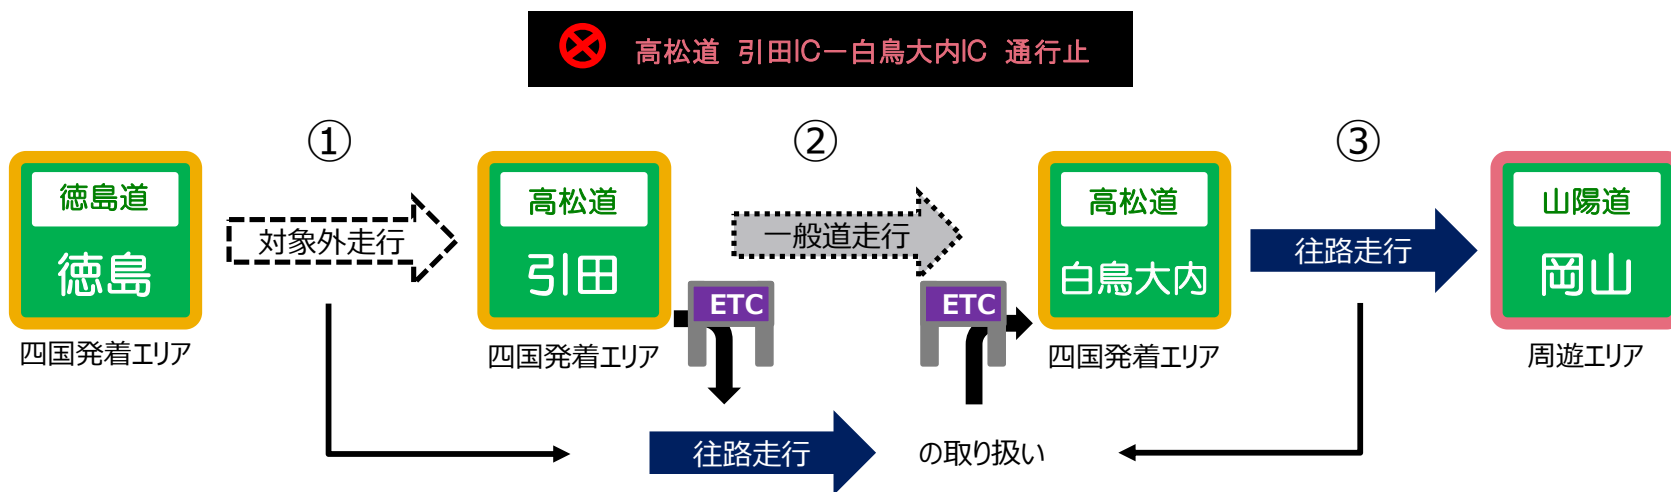 高松道 引田IC－白鳥大内IC 通行止
①
②
③
徳島道
徳島
四国発着エリア
対象外走行
高松道
引田
四国発着エリア
ETC
一般道走行
ETC
高松道
白鳥大内
四国発着エリア
往路走行
山陽道
岡山
周遊エリア
往路走行 の取り扱い